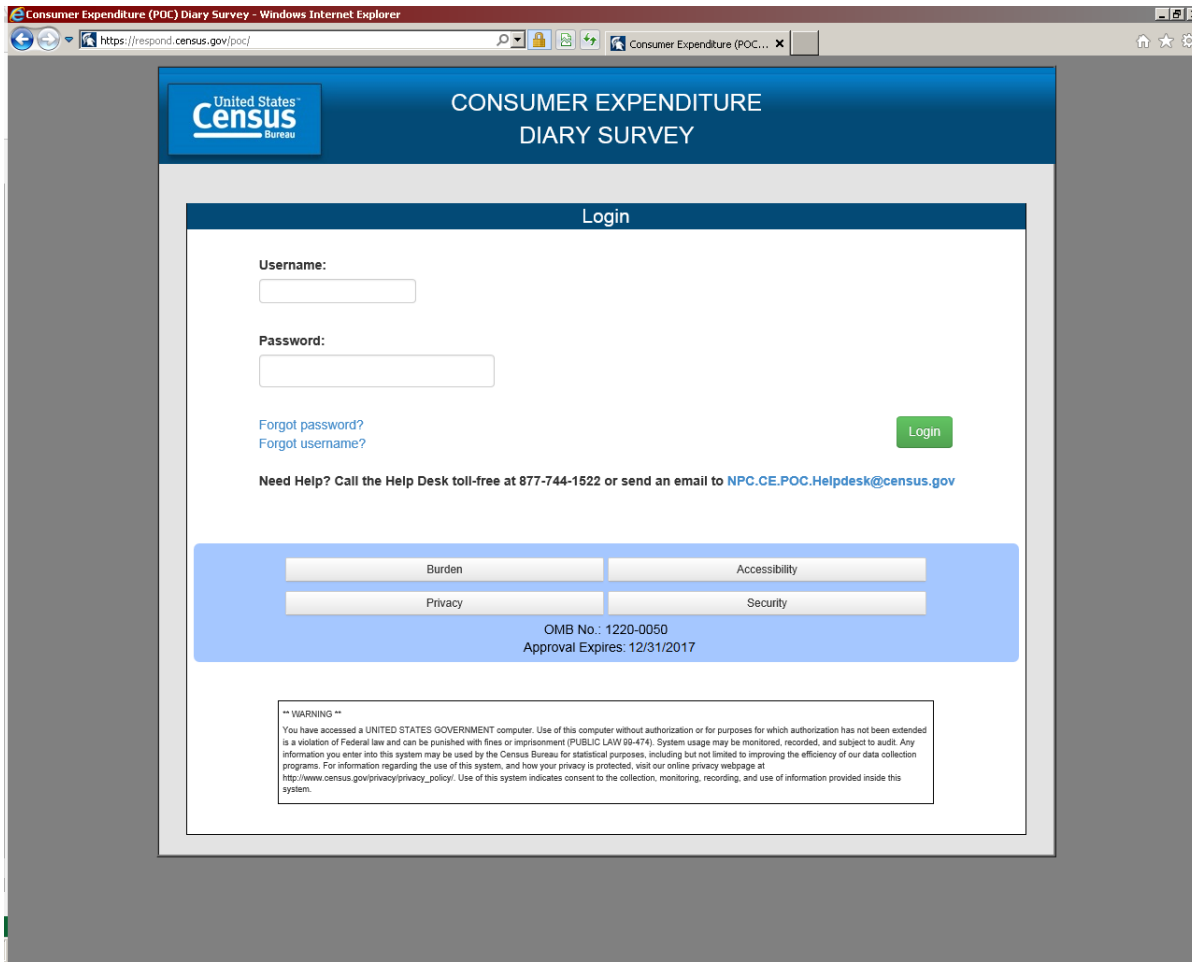 Consumer Expenditure (POC) Diary Survey - Windows Internet Explorer
https://respond.census.gov/poc/
Consumer Expenditure (POC...
United States™
Census
Bureau
CONSUMER EXPENDITURE
DIARY SURVEY
Login
Username:
Password:
Forgot password?
Forgot username?
Login
Need Help? Call the Help Desk toll-free at 877-744-1522 or send an email to NPC.CE.POC.Helpdesk@census.gov
Burden
Accessibility
Privacy
Security
OMB No.: 1220-0050
Approval Expires: 12/31/2017
** WARNING **
You have accessed a UNITED STATES GOVERNMENT computer. Use of this computer without authorization or for purposes for which authorization has not been extended
is a violation of Federal law and can be punished with fines or imprisonment (PUBLIC LAW 99-474). System usage may be monitored, recorded, and subject to audit. Any
information you enter into this system may be used by the Census Bureau for statistical purposes, including but not limited to improving the efficiency of our data collection
programs. For information regarding the use of this system, and how your privacy is protected, visit our online privacy webpage at
http://www.census.gov/privacy/privacy_policy/. Use of this system indicates consent to the collection, monitoring, recording, and use of information provided inside this
system.